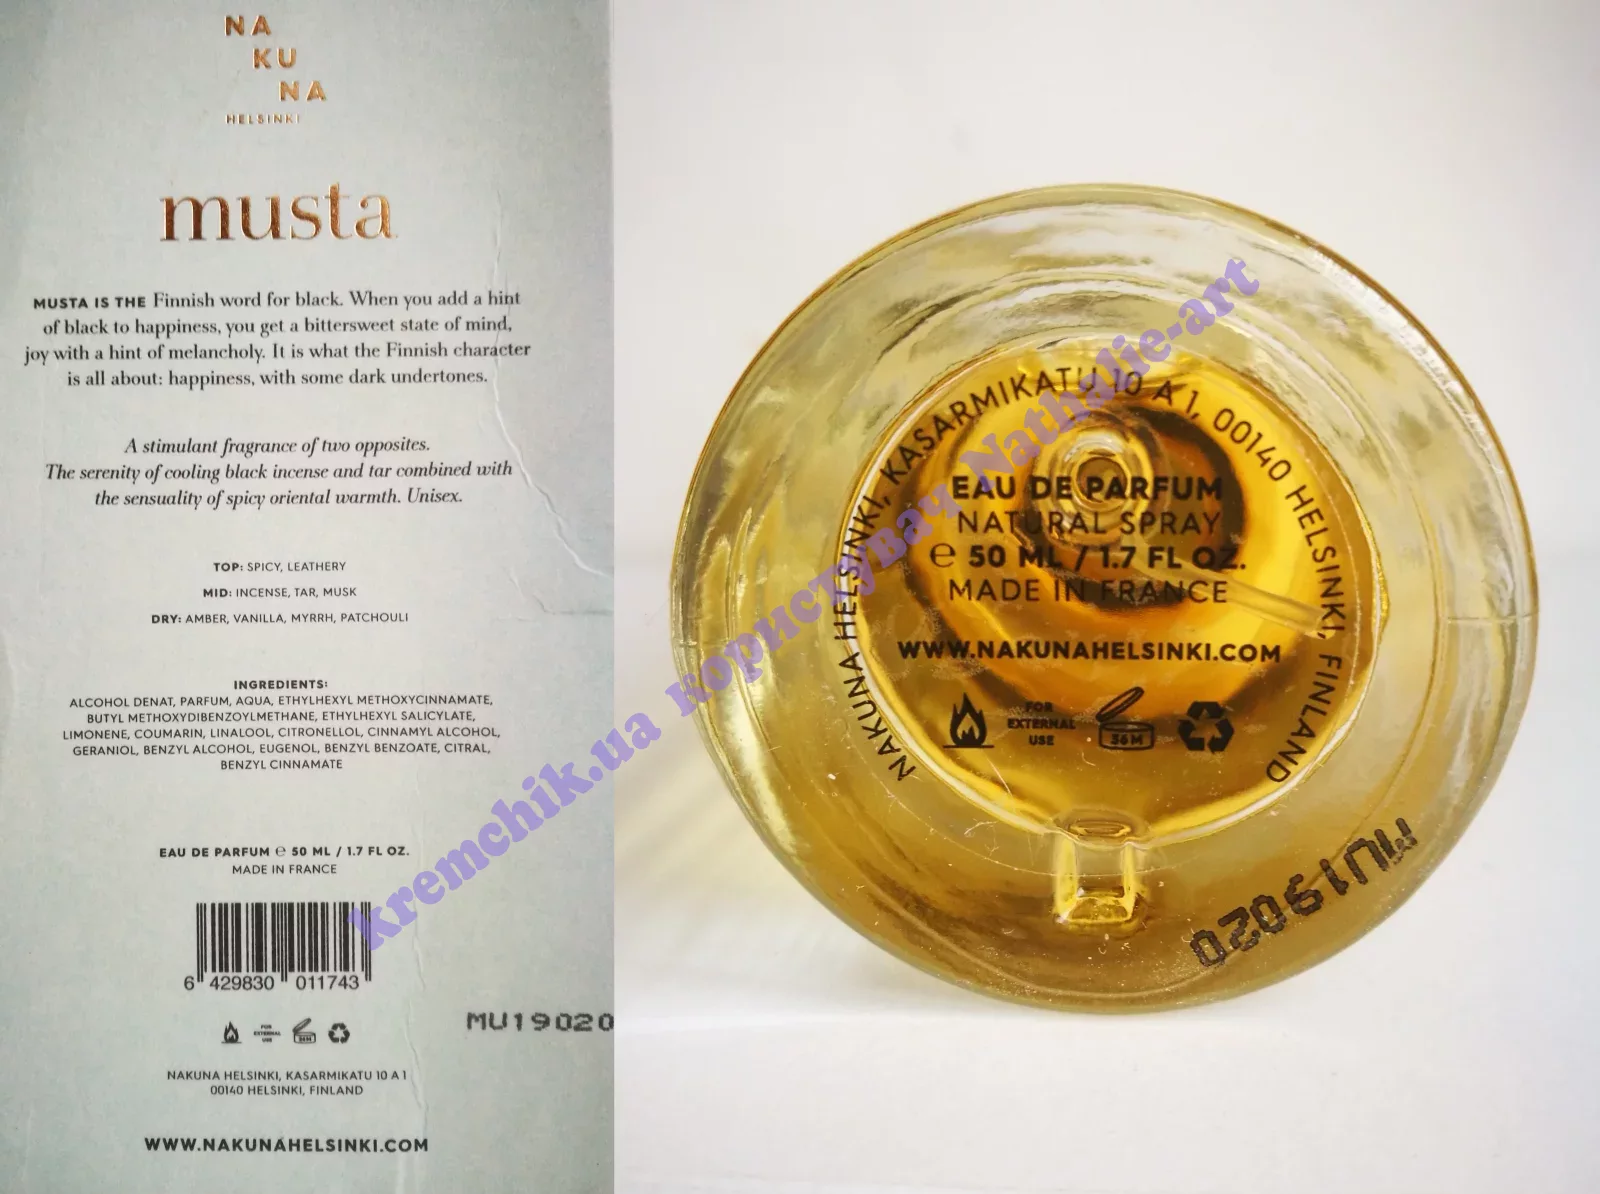 NA
KU
NA
HELSINKI
musta
MUSTA IS THE Finnish word for black. When you add a hint
of black to happiness, you get a bittersweet state of mind,
joy with a hint of melancholy. It is what the Finnish character
is all about: happiness, with some dark undertones.
A stimulant fragrance of two opposites.
The serenity of cooling black incense and tar combined with
the sensuality of spicy oriental warmth. Unisex.
TOP: SPICY, LEATHERY
MID: INCENSE, TAR, MUSK
DRY: AMBER, VANILLA, MYRRH, PATCHOULI
INGREDIENTS:
ALCOHOL DENAT, PARFUM, AQUA, ETHYLHEXYL METHOXYCINNAMATE,
BUTYL METHOXYDIBENZOYLMETHANE, ETHYLHEXYL SALICYLATE,
LIMONENE, COUMARIN, LINALOOL, CITRONELLOL, CINNAMYL ALCOHOL,
GERANIOL, BENZYL ALCOHOL, EUGENOL, BENZYL BENZOATE, CITRAL,
BENZYL CINNAMATE
EAU DE PARFUM ℮ 50 ML / 1.7 FL OZ.
MADE IN FRANCE
6 429830 011743
FOR
EXTERNAL
USE
36M
MU19020
NAKUNA HELSINKI, KASARMIKATU 10 A 1
00140 HELSINKI, FINLAND
WWW.NAKUNAHELSINKI.COM
NAKUNA HELSINKI, KASARMIKATU 10 A 1, 00140 HELSINKI, FINLAND
EAU DE PARFUM
NATURAL SPRAY
℮ 50 ML / 1.7 FL OZ.
MADE IN FRANCE
WWW.NAKUNAHELSINKI.COM
FOR
EXTERNAL
USE
36M
MU19020
kremchik.ua користувач Nathalie-art